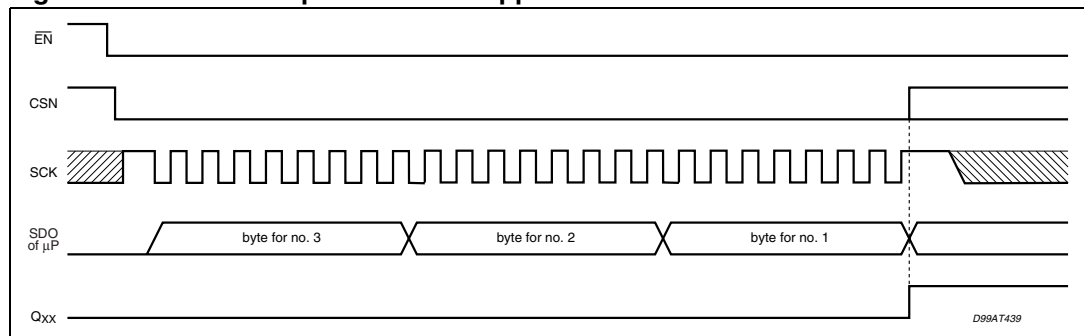 EN
CSN
SCK
SDO
of µP
byte for no. 3
byte for no. 2
byte for no. 1
QXX
D99AT439